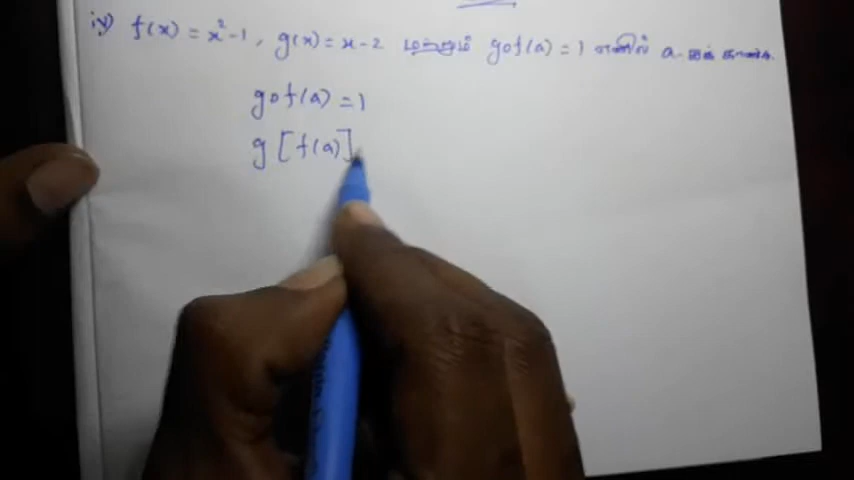 iv) f(x) = x²-1, g(x) = x-2 மற்றும் gof(a) = 1 எனில் a-ஐக் காண்க.
gof(a) = 1
g[f(a)]